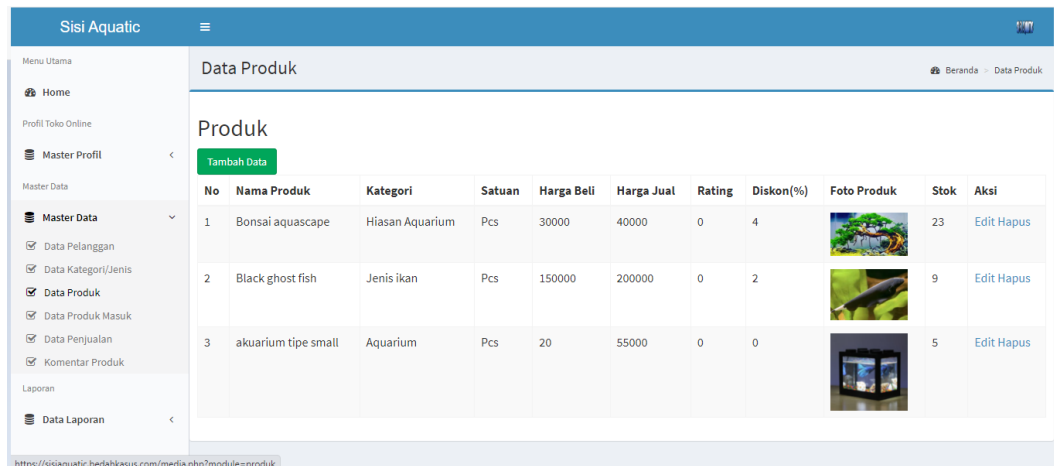 Sisi Aquatic
Menu Utama
Home
Profil Toko Online
Master Profil
Master Data
Master Data
Data Pelanggan
Data Kategori/Jenis
Data Produk
Data Produk Masuk
Data Penjualan
Komentar Produk
Laporan
Data Laporan
Data Produk
Beranda > Data Produk
Produk
Tambah Data
No Nama Produk Kategori Satuan Harga Beli Harga Jual Rating Diskon(%) Foto Produk Stok Aksi
1 Bonsai aquascape Hiasan Aquarium Pcs 30000 40000 0 4 23 Edit Hapus
2 Black ghost fish Jenis ikan Pcs 150000 200000 0 2 9 Edit Hapus
3 akuarium tipe small Aquarium Pcs 20 55000 0 0 5 Edit Hapus
https://sisiaquatic.bedahkasus.com/media.php?module=produk